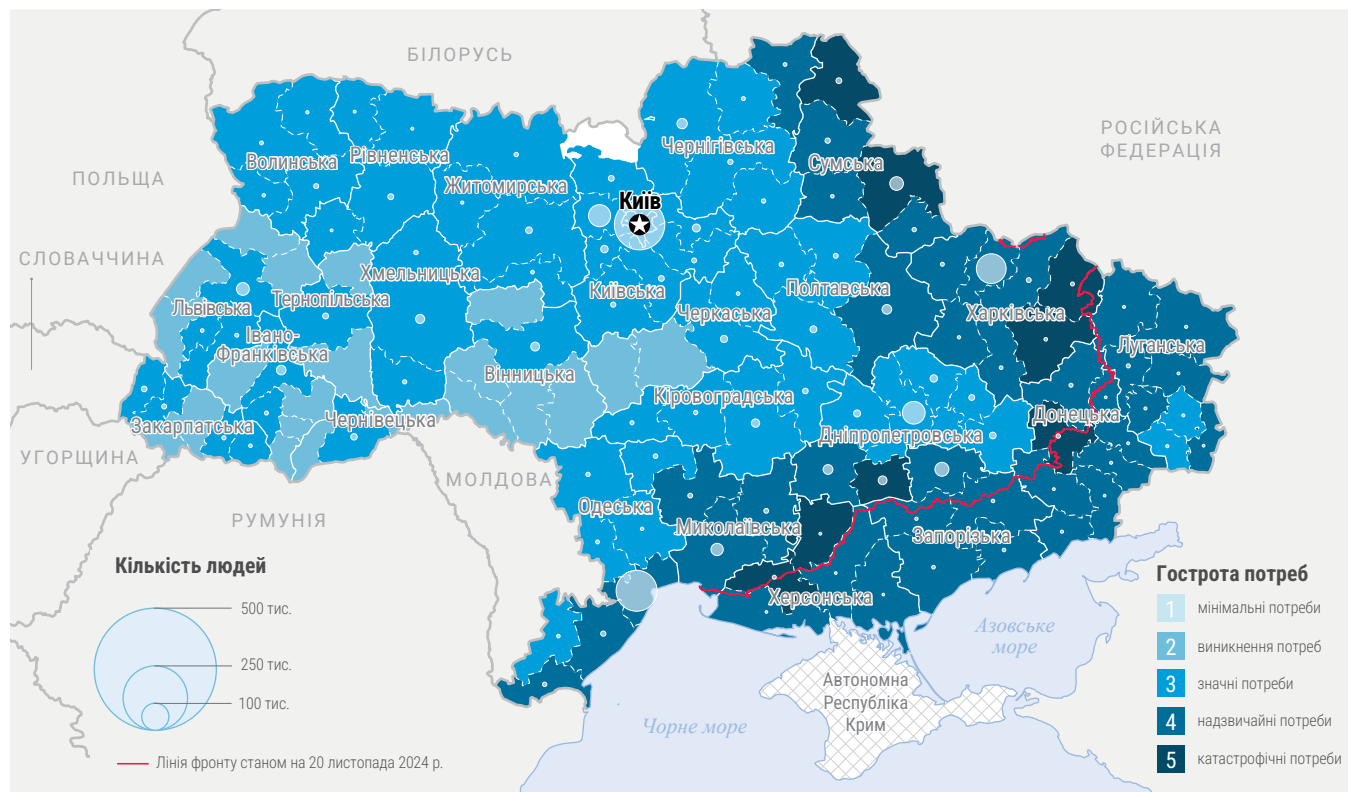 БІЛОРУСЬ
РОСІЙСЬКА
ФЕДЕРАЦІЯ
ПОЛЬЩА
СЛОВАЧЧИНА
УГОРЩИНА
РУМУНІЯ
МОЛДОВА
Волинська
Рівненська
Житомирська
Київ
Чернігівська
Сумська
Львівська
Тернопільська
Хмельницька
Київська
Черкаська
Полтавська
Харківська
Луганська
Івано-
Франківська
Вінницька
Кіровоградська
Дніпропетровська
Донецька
Закарпатська
Чернівецька
Одеська
Миколаївська
Запорізька
Херсонська
Автономна
Республіка
Крим
Азовське
море
Чорне море
Кількість людей
500 тис.
250 тис.
100 тис.
Лінія фронту станом на 20 листопада 2024 р.
Гострота потреб
1 мінімальні потреби
2 виникнення потреб
3 значні потреби
4 надзвичайні потреби
5 катастрофічні потреби